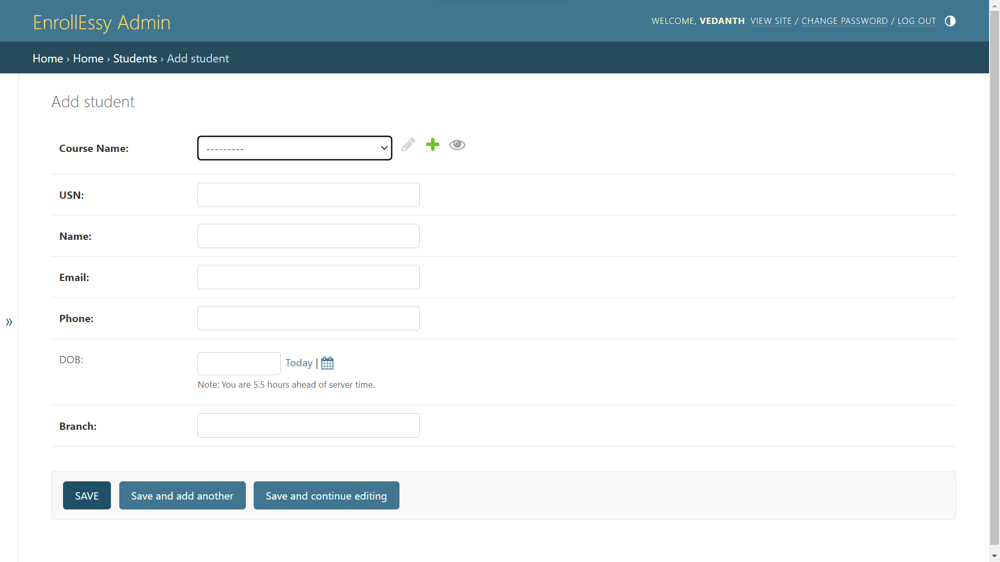 EnrollEssy Admin
WELCOME, VEDANTH. VIEW SITE / CHANGE PASSWORD / LOG OUT
Home › Home › Students › Add student
»
Add student
Course Name:
---------
USN:
Name:
Email:
Phone:
DOB:
Today |
Note: You are 5.5 hours ahead of server time.
Branch:
SAVE
Save and add another
Save and continue editing